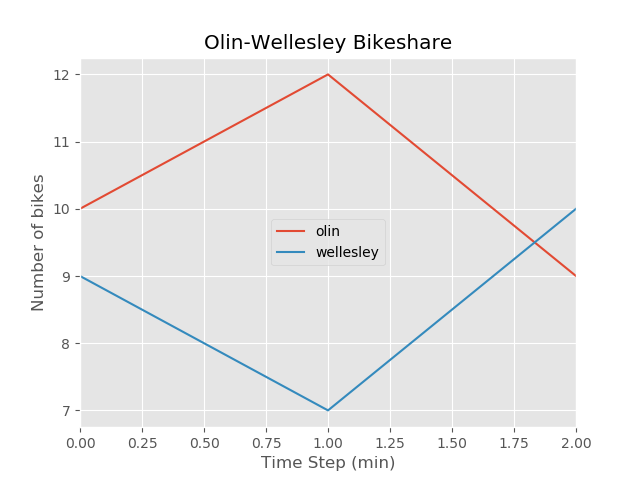 Olin-Wellesley Bikeshare
12
11
10
9
8
7
Number of bikes
olin
wellesley
0.00 0.25 0.50 0.75 1.00 1.25 1.50 1.75 2.00
Time Step (min)